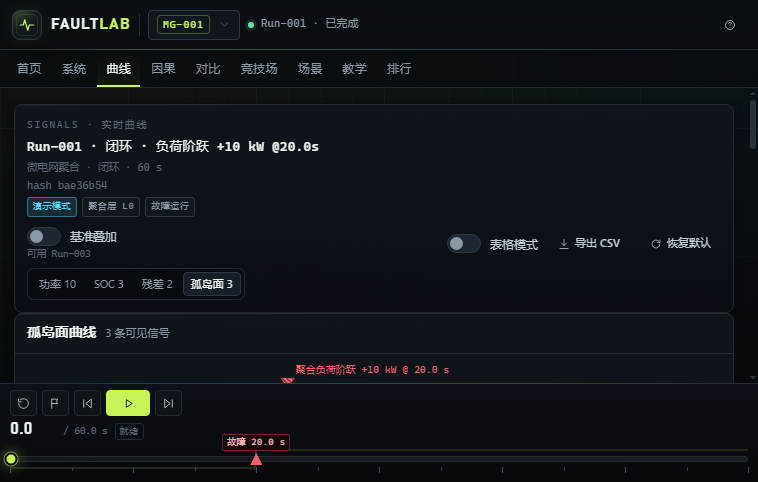 FAULTLAB
MG-001
Run-001 · 已完成
首页 系统 曲线 因果 对比 竞技场 场景 教学 排行
SIGNALS · 实时曲线
Run-001 · 闭环 · 负荷阶跃 +10 kW @20.0s
微电网聚合 · 闭环 · 60 s
hash bae36b54
演示模式 聚合层 L0 故障运行
基准叠加
可用 Run-003
表格模式 导出 CSV 恢复默认
功率 10 SOC 3 残差 2 孤岛面 3
孤岛面曲线 3 条可见信号
聚合负荷阶跃 +10 kW @ 20.0 s
0.0 / 60.0 s 就绪
故障 20.0 s